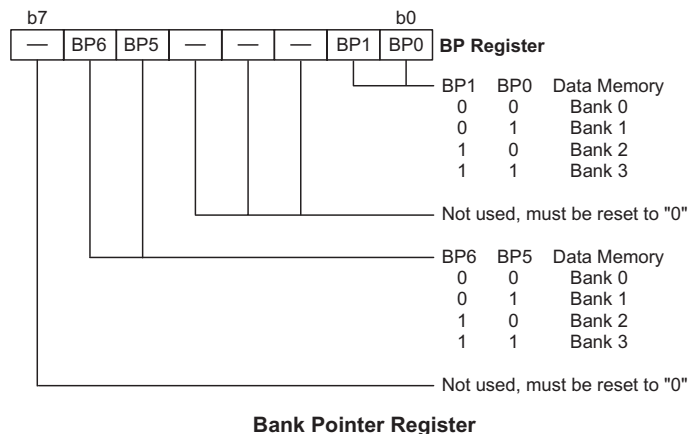 b7 b0
— BP6 BP5 — — — BP1 BP0 BP Register
BP1 BP0 Data Memory
0 0 Bank 0
0 1 Bank 1
1 0 Bank 2
1 1 Bank 3
Not used, must be reset to "0"
BP6 BP5 Data Memory
0 0 Bank 0
0 1 Bank 1
1 0 Bank 2
1 1 Bank 3
Not used, must be reset to "0"
Bank Pointer Register